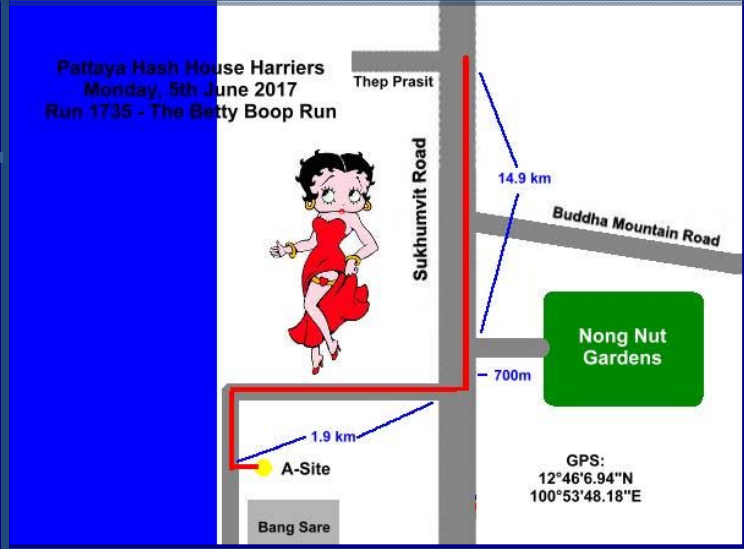 Pattaya Hash House Harriers
Monday, 5th June 2017
Run 1735 - The Betty Boop Run
Thep Prasit
Sukhumvit Road
14.9 km
Buddha Mountain Road
Nong Nut
Gardens
700m
1.9 km
A-Site
GPS:
12°46'6.94"N
100°53'48.18"E
Bang Sare